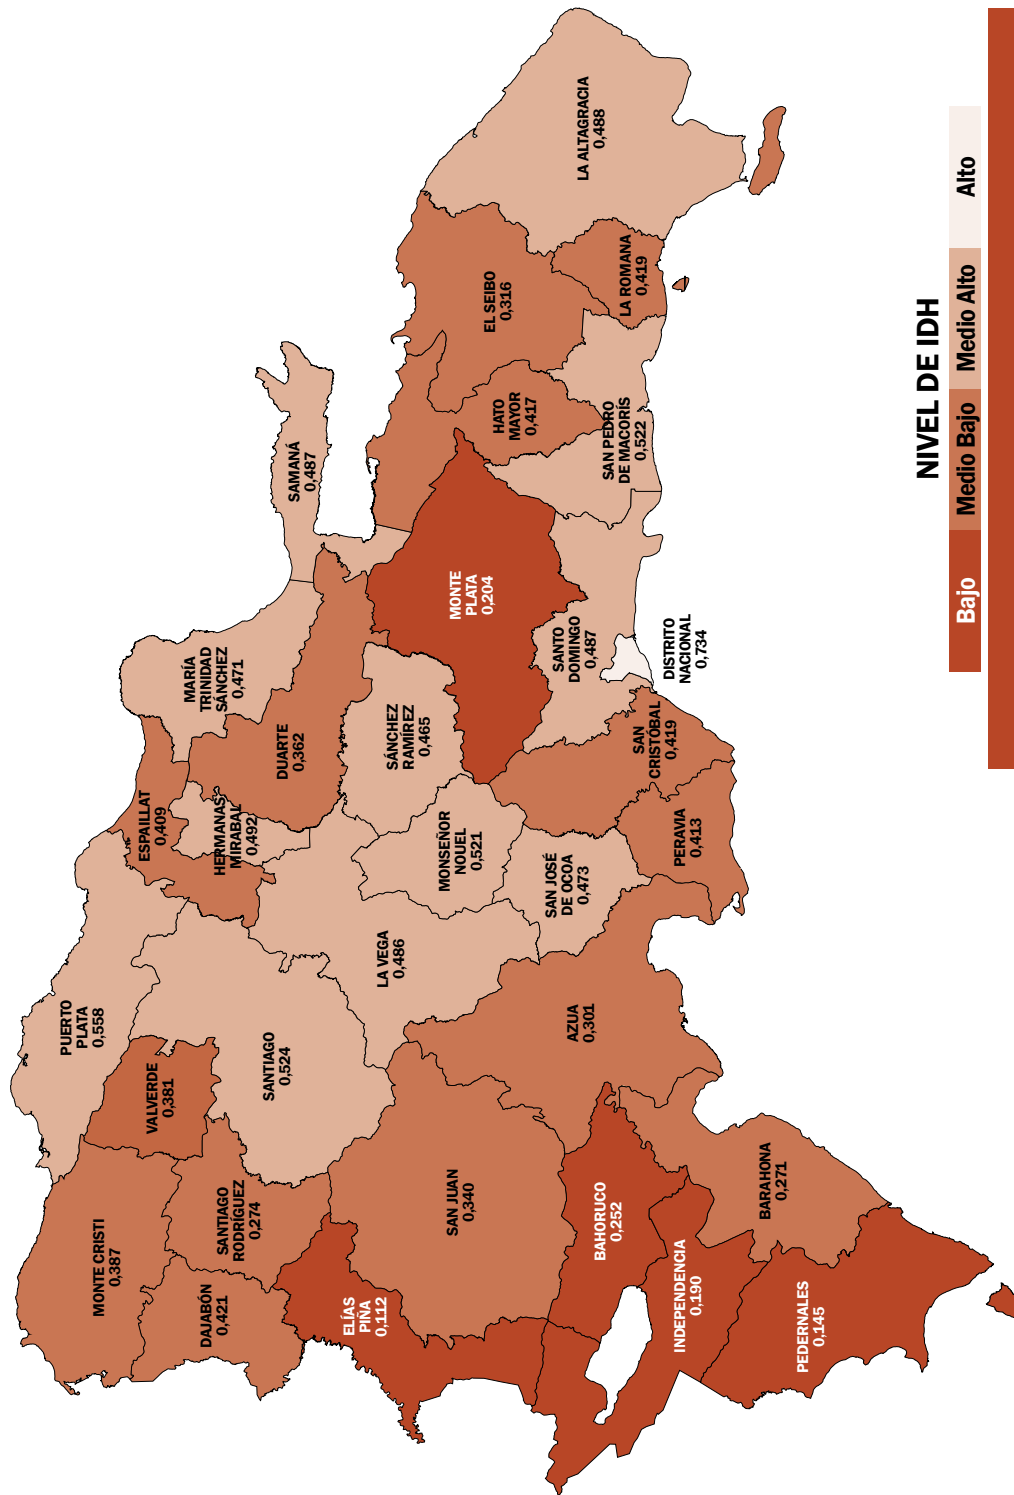 NIVEL DE IDH
Bajo
Medio Bajo
Medio Alto
Alto
PUERTO
PLATA
0,558
MONTE CRISTI
0,387
VALVERDE
0,381
ESPAILLAT
0,409
MARÍA
TRINIDAD
SÁNCHEZ
0,471
SAMANÁ
0,487
DAJABÓN
0,421
SANTIAGO
RODRÍGUEZ
0,274
SANTIAGO
0,524
HERMANAS
MIRABAL
0,492
DUARTE
0,362
ELÍAS
PIÑA
0,112
SAN JUAN
0,340
LA VEGA
0,486
MONSEÑOR
NOUEL
0,521
SÁNCHEZ
RAMÍREZ
0,465
MONTE
PLATA
0,204
HATO
MAYOR
0,417
EL SEIBO
0,316
LA ALTAGRACIA
0,488
BAHORUCO
0,252
AZUA
0,301
SAN JOSÉ
DE OCOA
0,473
SANTO
DOMINGO
0,487
SAN PEDRO
DE MACORÍS
0,522
LA ROMANA
0,419
INDEPENDENCIA
0,190
BARAHONA
0,271
PERAVIA
0,413
SAN
CRISTÓBAL
0,419
DISTRITO
NACIONAL
0,734
PEDERNALES
0,145